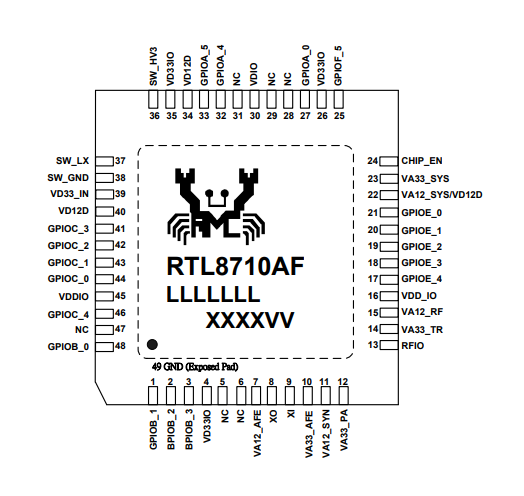 SW_HV3
VD33IO
VD12D
GPIOA_5
GPIOA_4
NC
VDIO
NC
NC
GPIOA_0
VD33IO
GPIOF_5
36 35 34 33 32 31 30 29 28 27 26 25
SW_LX 37
SW_GND 38
VD33_IN 39
VD12D 40
GPIOC_3 41
GPIOC_2 42
GPIOC_1 43
GPIOC_0 44
VDDIO 45
GPIOC_4 46
NC 47
GPIOB_0 48
24 CHIP_EN
23 VA33_SYS
22 VA12_SYS/VD12D
21 GPIOE_0
20 GPIOE_1
19 GPIOE_2
18 GPIOE_3
17 GPIOE_4
16 VDD_IO
15 VA12_RF
14 VA33_TR
13 RFIO
RTL8710AF
LLLLLLL
XXXXVV
49 GND (Exposed Pad)
1 2 3 4 5 6 7 8 9 10 11 12
GPIOB_1
BPIOB_2
BPIOB_3
VD33IO
NC
NC
VA12_AFE
XO
XI
VA33_AFE
VA12_SYN
VA33_PA